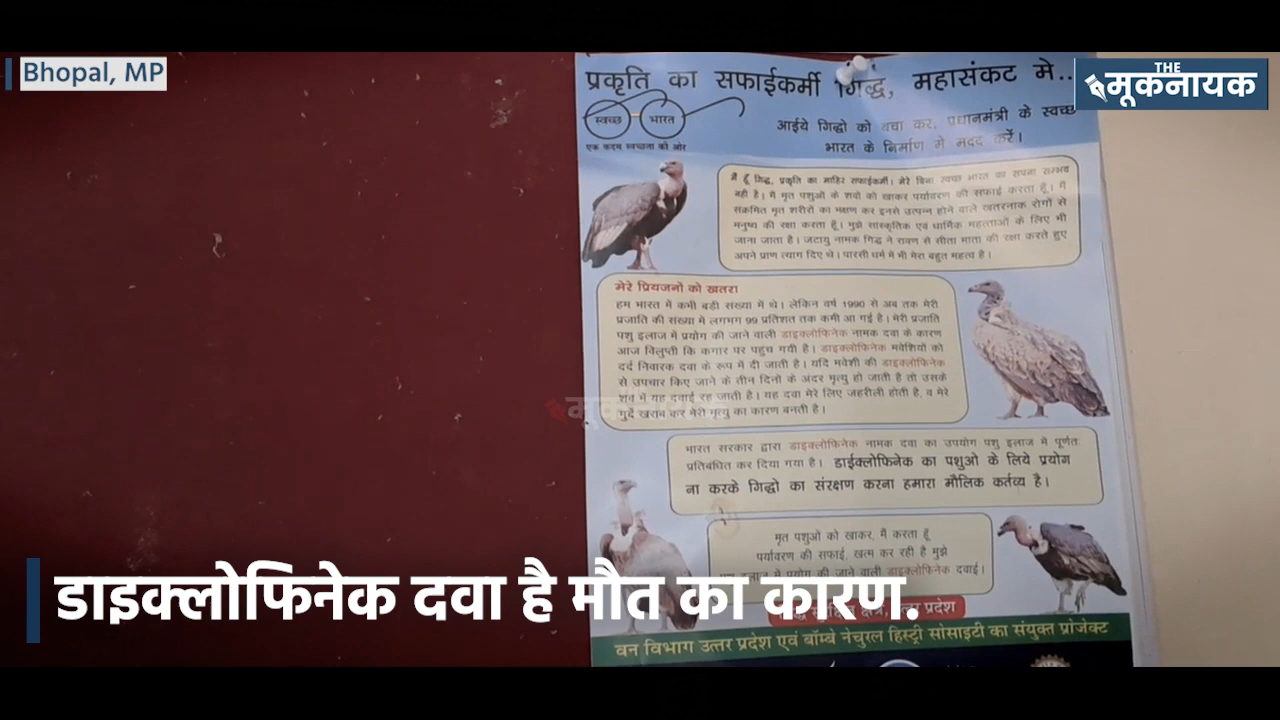 Bhopal, MP
THE
मूकनायक
प्रकृति का सफाईकर्मी गिद्ध, महासंकट मे..
स्वच्छ भारत
एक कदम स्वच्छता की ओर
आईये गिद्धो को बचा कर, प्रधानमंत्री के स्वच्छ
भारत के निर्माण मे मदद करें।
मैं हूँ गिद्ध, प्रकृति का माहिर सफाईकर्मी। मेरे बिना स्वच्छ भारत का सपना सम्भव
नही है। मैं मृत पशुओं के शवों को खाकर पर्यावरण की सफाई करता हूँ। मैं
संक्रमित मृत शरीरों का भक्षण कर इनसे उत्पन्न होने वाले खतरनाक रोगों से
मनुष्य की रक्षा करता हूँ। मुझे सांस्कृतिक एवं धार्मिक महत्ताओं के लिए भी
जाना जाता है। जटायु नामक गिद्ध ने रावण से सीता माता की रक्षा करते हुए
अपने प्राण त्याग दिए थे। पारसी धर्म में भी मेरा बहुत महत्व है।
मेरे प्रियजनों को खतरा
हम भारत में कभी बड़ी संख्या में थे। लेकिन वर्ष 1990 से अब तक मेरी
प्रजाति की संख्या में लगभग 99 प्रतिशत तक कमी आ गई है। मेरी प्रजाति
पशु इलाज में प्रयोग की जाने वाली डाइक्लोफिनेक नामक दवा के कारण
आज विलुप्ती कि कगार पर पहुच गयी है। डाइक्लोफिनेक मवेशियों को
दर्द निवारक दवा के रूप में दी जाती है। यदि मवेशी की डाइक्लोफिनेक
से उपचार किए जाने के तीन दिनों के अंदर मृत्यु हो जाती है तो उसके
शव में यह दवाई रह जाती है। यह दवा मेरे लिए जहरीली होती है, व मेरे
गुर्दे खराब कर मेरी मृत्यु का कारण बनती है।
भारत सरकार द्वारा डाइक्लोफिनेक नामक दवा का उपयोग पशु इलाज में पूर्णतः
प्रतिबंधित कर दिया गया है। डाईक्लोफिनेक का पशुओ के लिये प्रयोग
ना करके गिद्धो का संरक्षण करना हमारा मौलिक कर्तव्य है।
मृत पशुओं को खाकर, मैं करता हूँ
पर्यावरण की सफाई, खत्म कर रही है मुझे
इलाज में प्रयोग की जाने वाली डाइक्लोफिनेक दवाई।
डाइक्लोफिनेक दवा है मौत का कारण.
प्रदेश
वन विभाग उत्तर प्रदेश एवं बॉम्बे नेचुरल हिस्ट्री सोसाइटी का संयुक्त प्रोजेक्ट